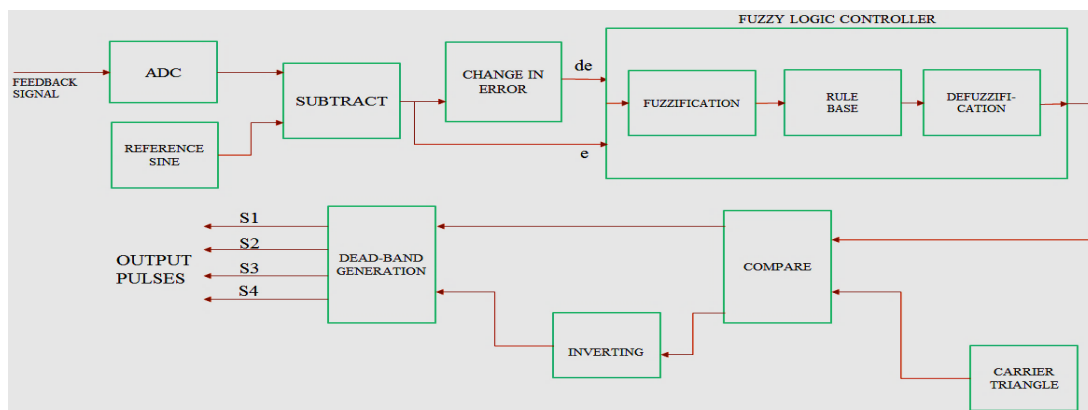 FUZZY LOGIC CONTROLLER
FEEDBACK
SIGNAL
ADC
REFERENCE
SINE
SUBTRACT
CHANGE IN
ERROR
de
e
FUZZIFICATION
RULE
BASE
DEFUZZIFI-
CATION
OUTPUT
PULSES
S1
S2
S3
S4
DEAD-BAND
GENERATION
INVERTING
COMPARE
CARRIER
TRIANGLE